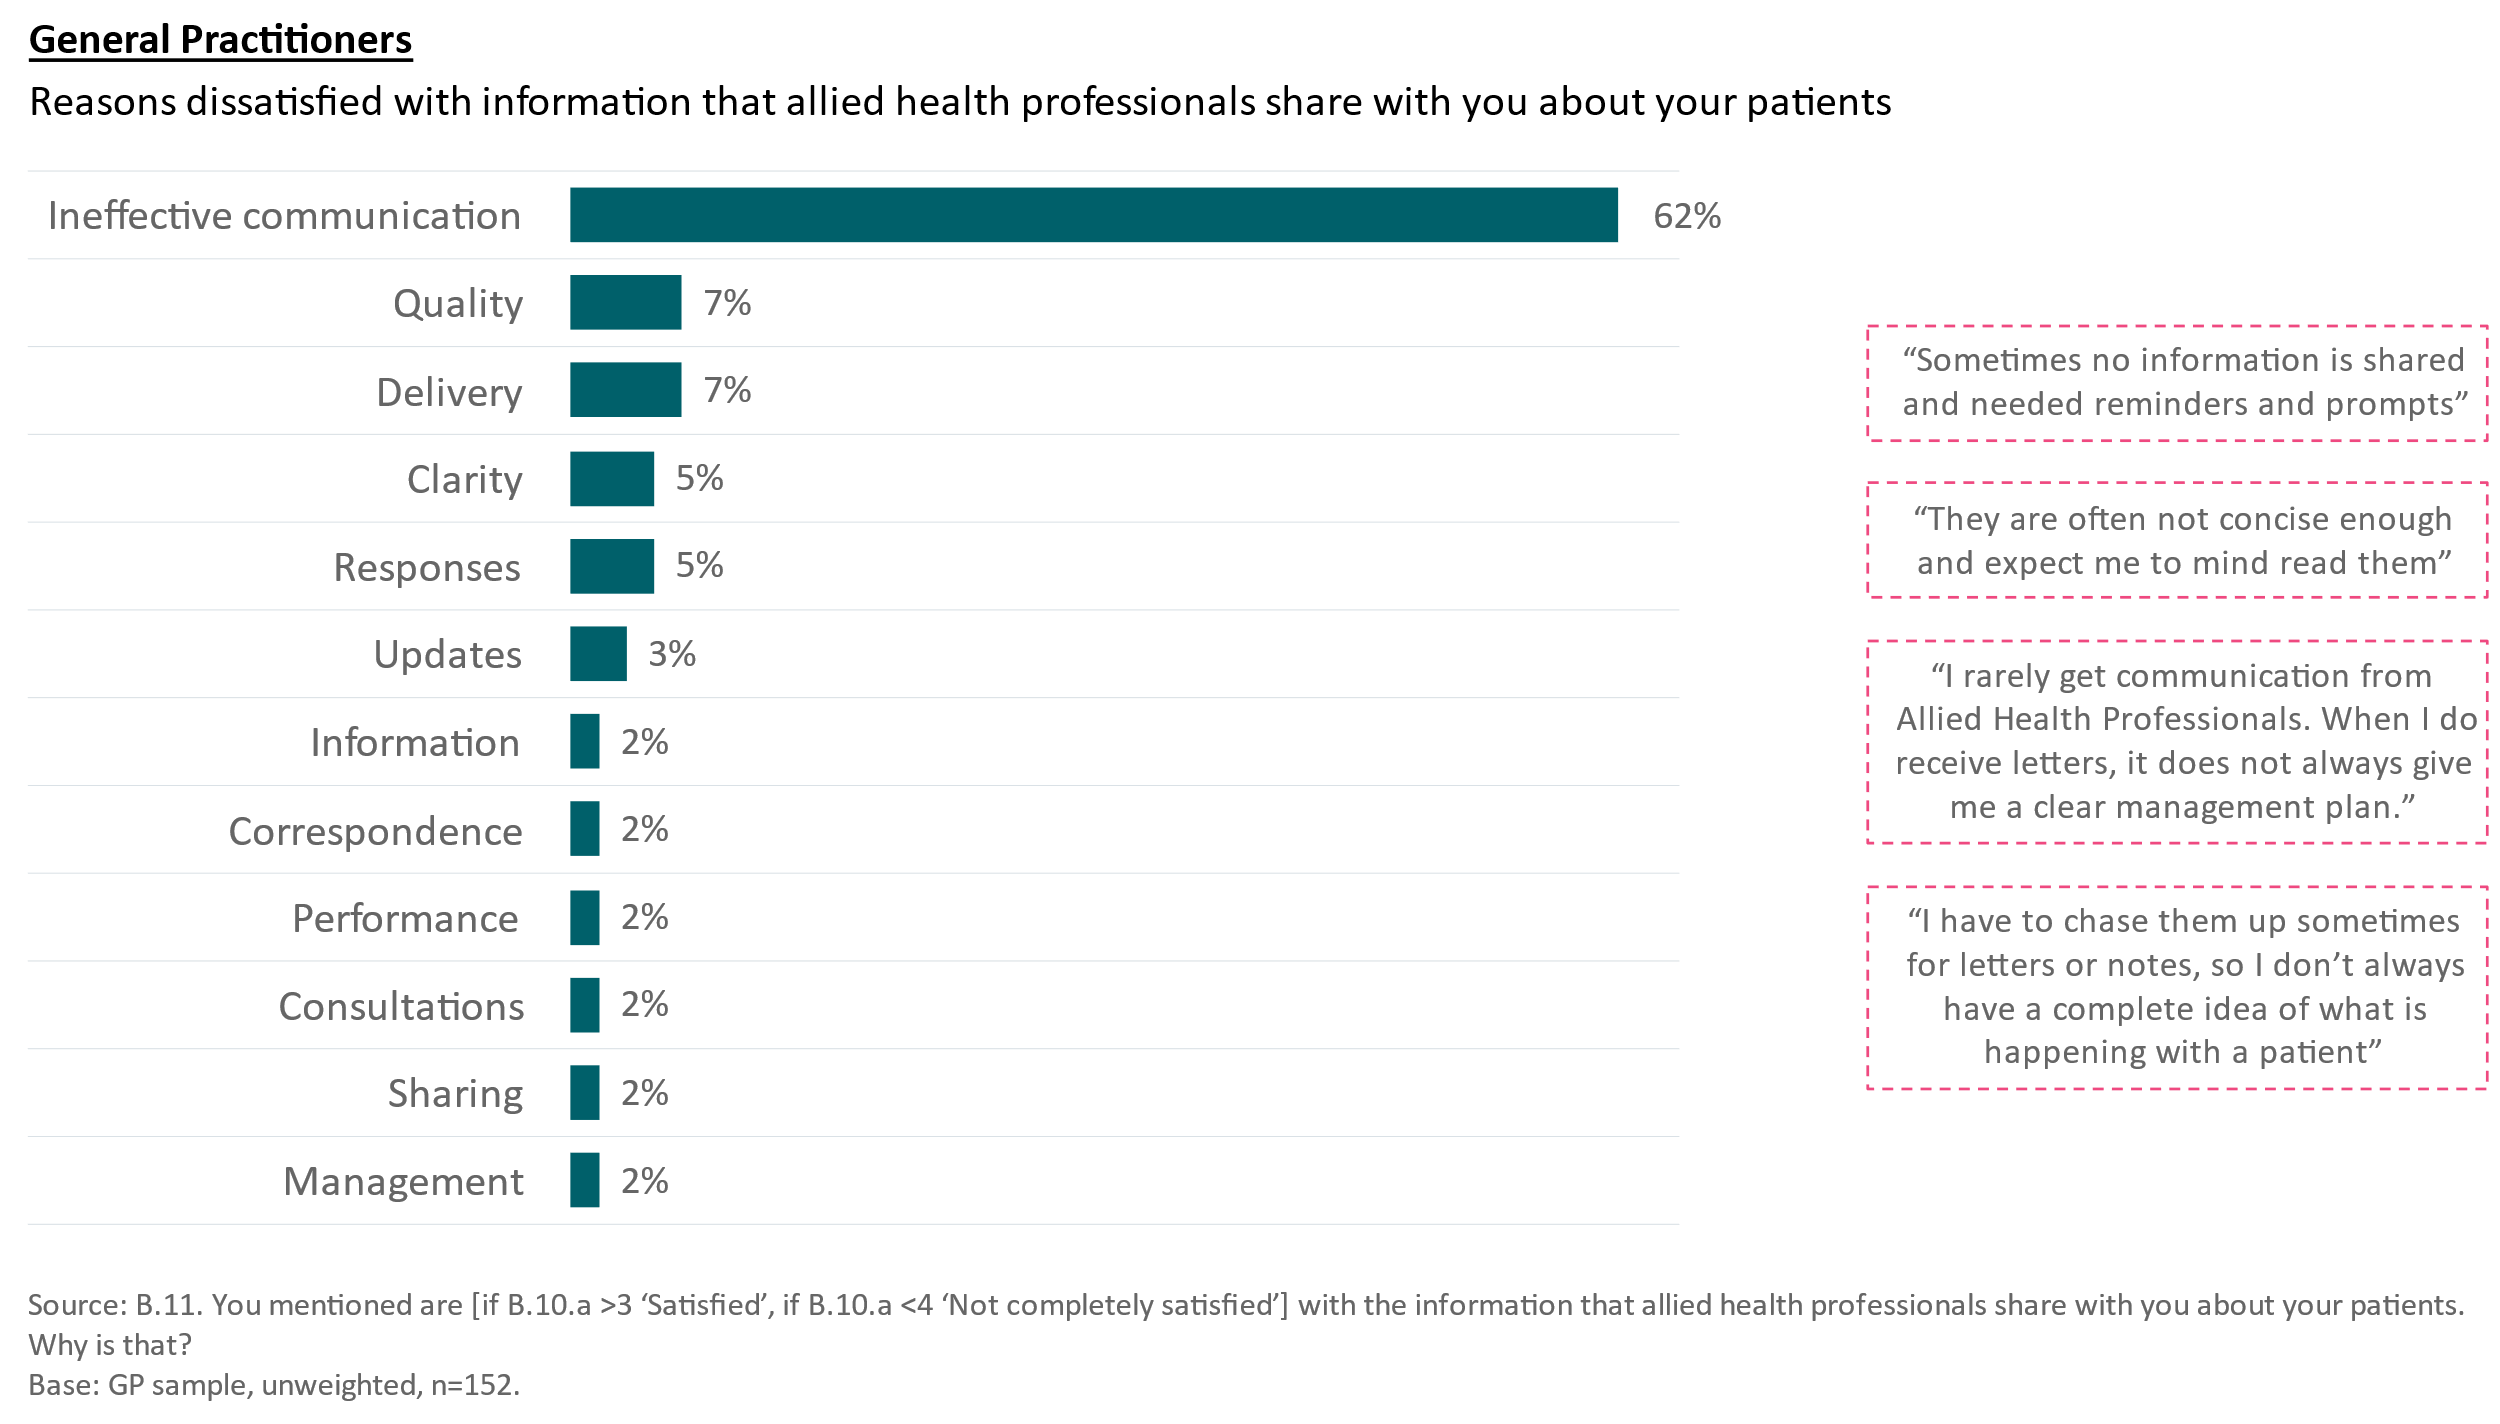 General Practitioners
Reasons dissatisfied with information that allied health professionals share with you about your patients
Ineffective communication 62%
Quality 7%
Delivery 7%
Clarity 5%
Responses 5%
Updates 3%
Information 2%
Correspondence 2%
Performance 2%
Consultations 2%
Sharing 2%
Management 2%
“Sometimes no information is shared
and needed reminders and prompts”
“They are often not concise enough
and expect me to mind read them”
“I rarely get communication from
Allied Health Professionals. When I do
receive letters, it does not always give
me a clear management plan.”
“I have to chase them up sometimes
for letters or notes, so I don’t always
have a complete idea of what is
happening with a patient”
Source: B.11. You mentioned are [if B.10.a >3 ‘Satisfied’, if B.10.a <4 ‘Not completely satisfied’] with the information that allied health professionals share with you about your patients.
Why is that?
Base: GP sample, unweighted, n=152.